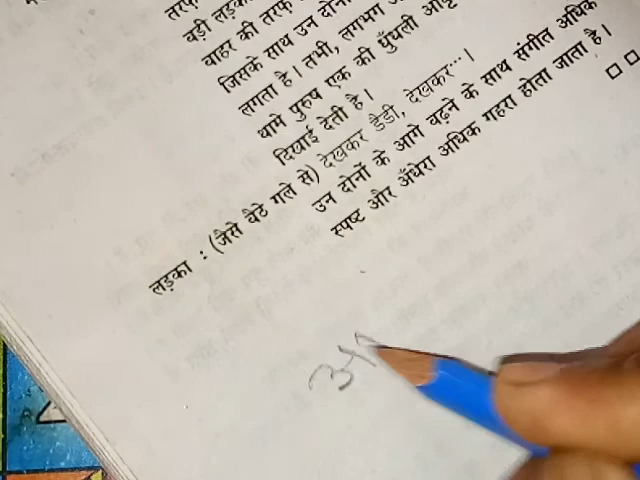 तरफ
बड़ी लड़का
बाहर की तरफ
जिसके साथ उन दोनों
लगता है। तभी, लगभग
थामे पुरुष एक की धुँधली
दिखाई देती है।
लड़का : (जैसे बैठे गले से) देखकर डैडी, देखकर…।
उन दोनों के आगे बढ़ने के साथ संगीत अधिक
स्पष्ट और अँधेरा अधिक गहरा होता जाता है।